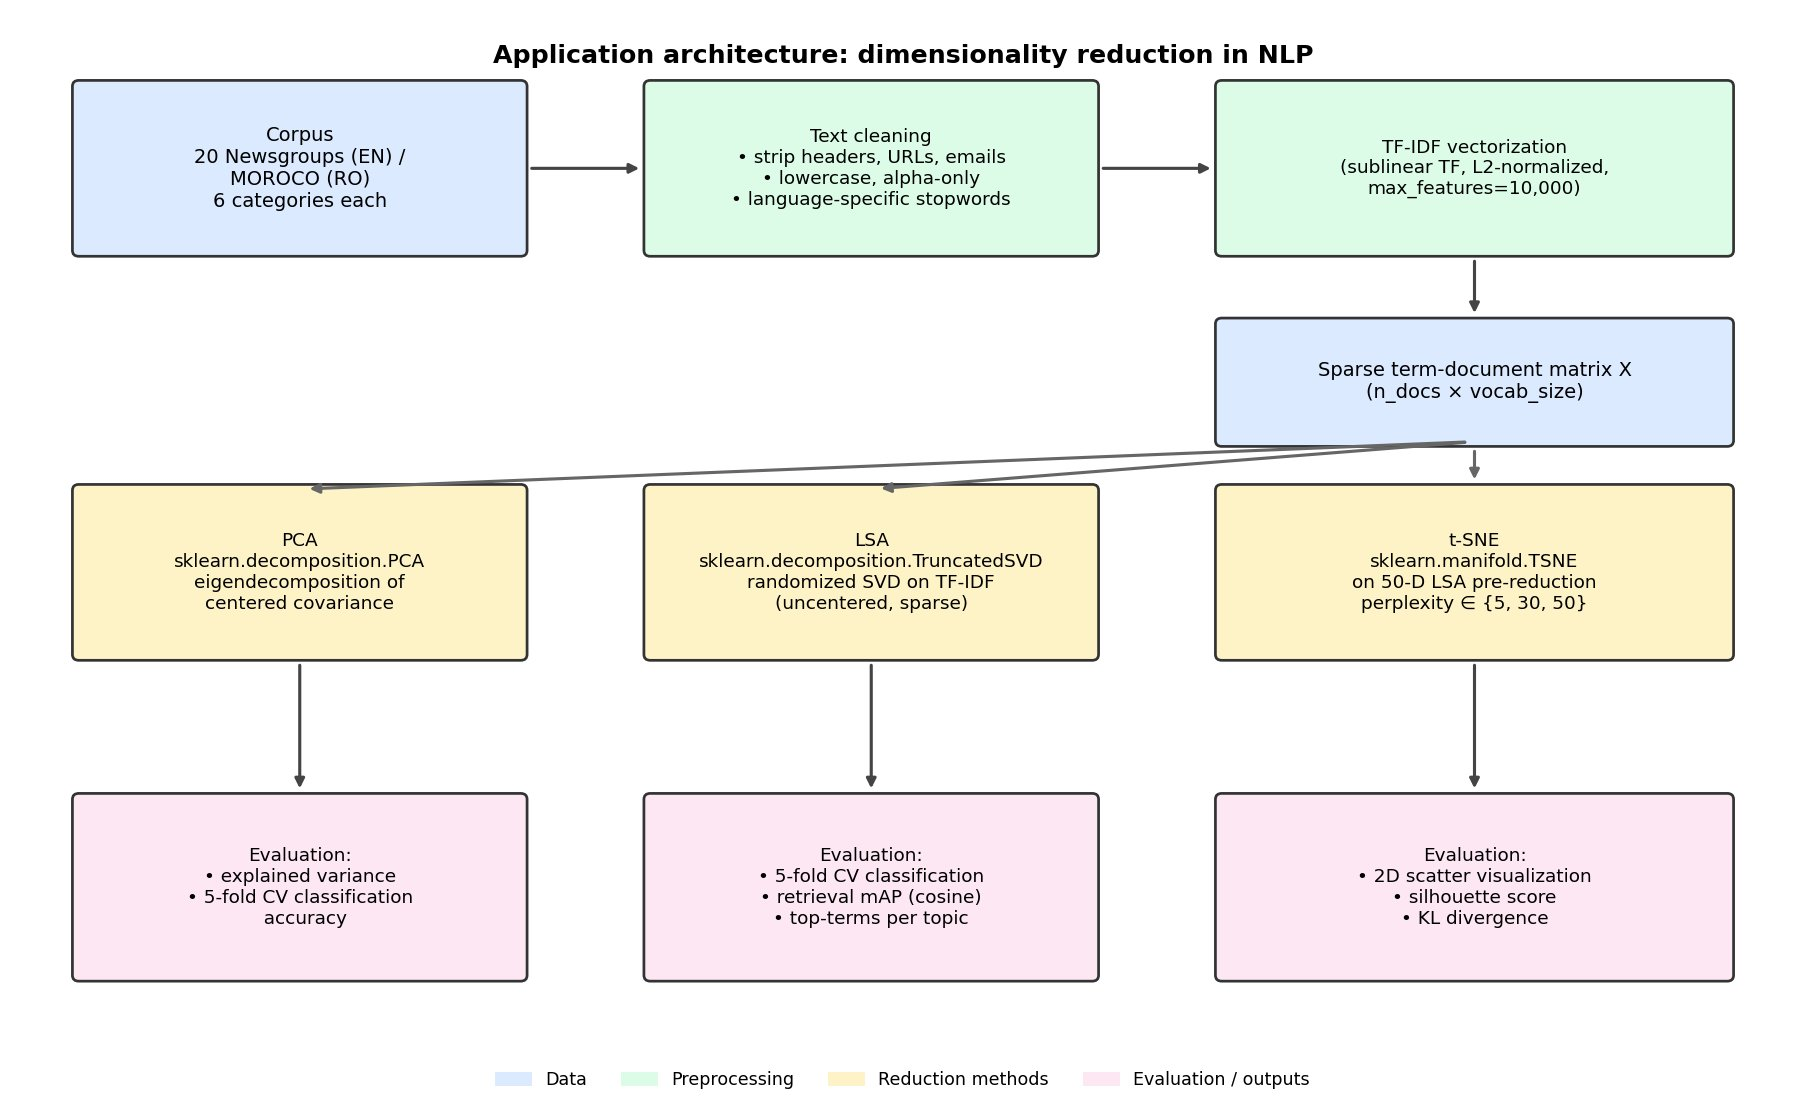 Application architecture: dimensionality reduction in NLP
Corpus
20 Newsgroups (EN) /
MOROCO (RO)
6 categories each
Text cleaning
• strip headers, URLs, emails
• lowercase, alpha-only
• language-specific stopwords
TF-IDF vectorization
(sublinear TF, L2-normalized,
max_features=10,000)
Sparse term-document matrix X
(n_docs × vocab_size)
PCA
sklearn.decomposition.PCA
eigendecomposition of
centered covariance
LSA
sklearn.decomposition.TruncatedSVD
randomized SVD on TF-IDF
(uncentered, sparse)
t-SNE
sklearn.manifold.TSNE
on 50-D LSA pre-reduction
perplexity ∈ {5, 30, 50}
Evaluation:
• explained variance
• 5-fold CV classification
accuracy
Evaluation:
• 5-fold CV classification
• retrieval mAP (cosine)
• top-terms per topic
Evaluation:
• 2D scatter visualization
• silhouette score
• KL divergence
Data
Preprocessing
Reduction methods
Evaluation / outputs